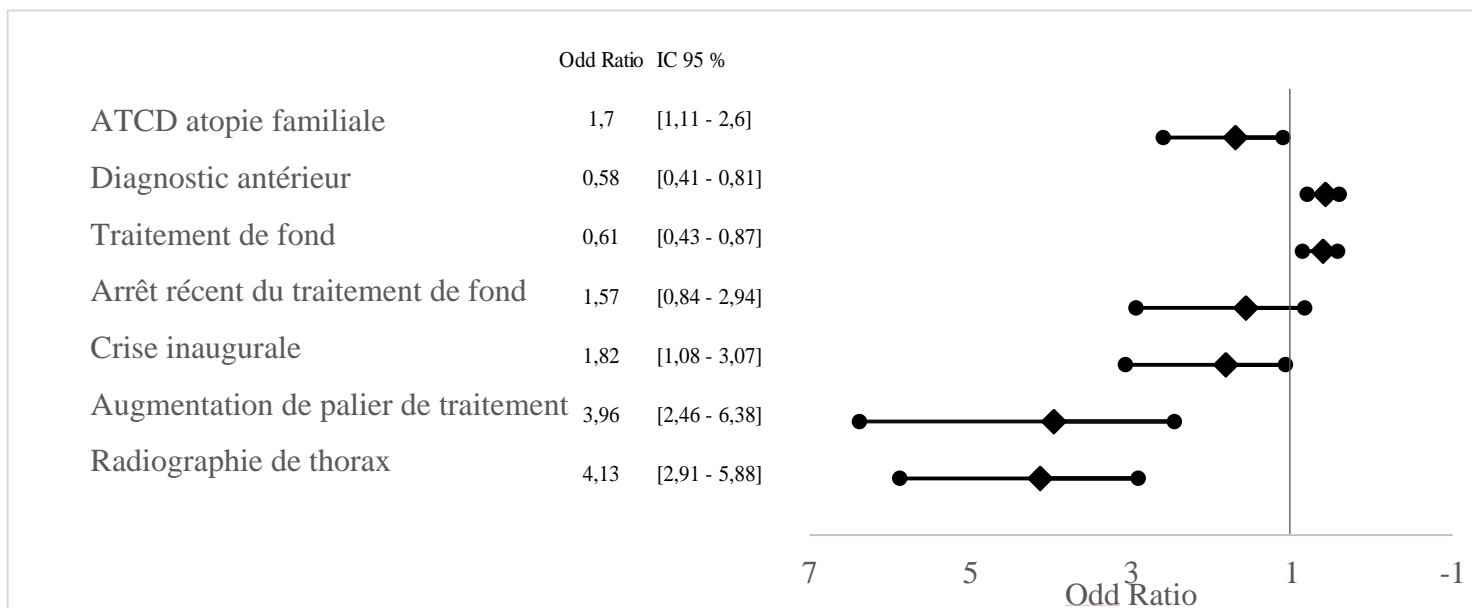 Odd Ratio IC 95 %
ATCD atopie familiale 1,7 [1,11 - 2,6]
Diagnostic antérieur 0,58 [0,41 - 0,81]
Traitement de fond 0,61 [0,43 - 0,87]
Arrêt récent du traitement de fond 1,57 [0,84 - 2,94]
Crise inaugurale 1,82 [1,08 - 3,07]
Augmentation de palier de traitement 3,96 [2,46 - 6,38]
Radiographie de thorax 4,13 [2,91 - 5,88]
7 5 3 1 -1
Odd Ratio